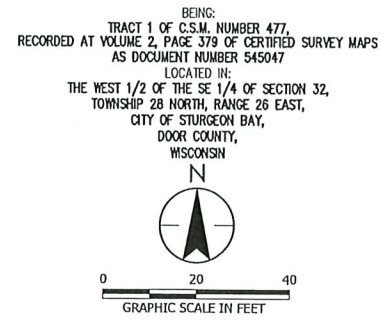 BEING:
TRACT 1 OF C.S.M. NUMBER 477,
RECORDED AT VOLUME 2, PAGE 379 OF CERTIFIED SURVEY MAPS
AS DOCUMENT NUMBER 545047
LOCATED IN:
THE WEST 1/2 OF THE SE 1/4 OF SECTION 32,
TOWNSHIP 28 NORTH, RANGE 26 EAST,
CITY OF STURGEON BAY,
DOOR COUNTY,
WISCONSIN
N
0 20 40
GRAPHIC SCALE IN FEET